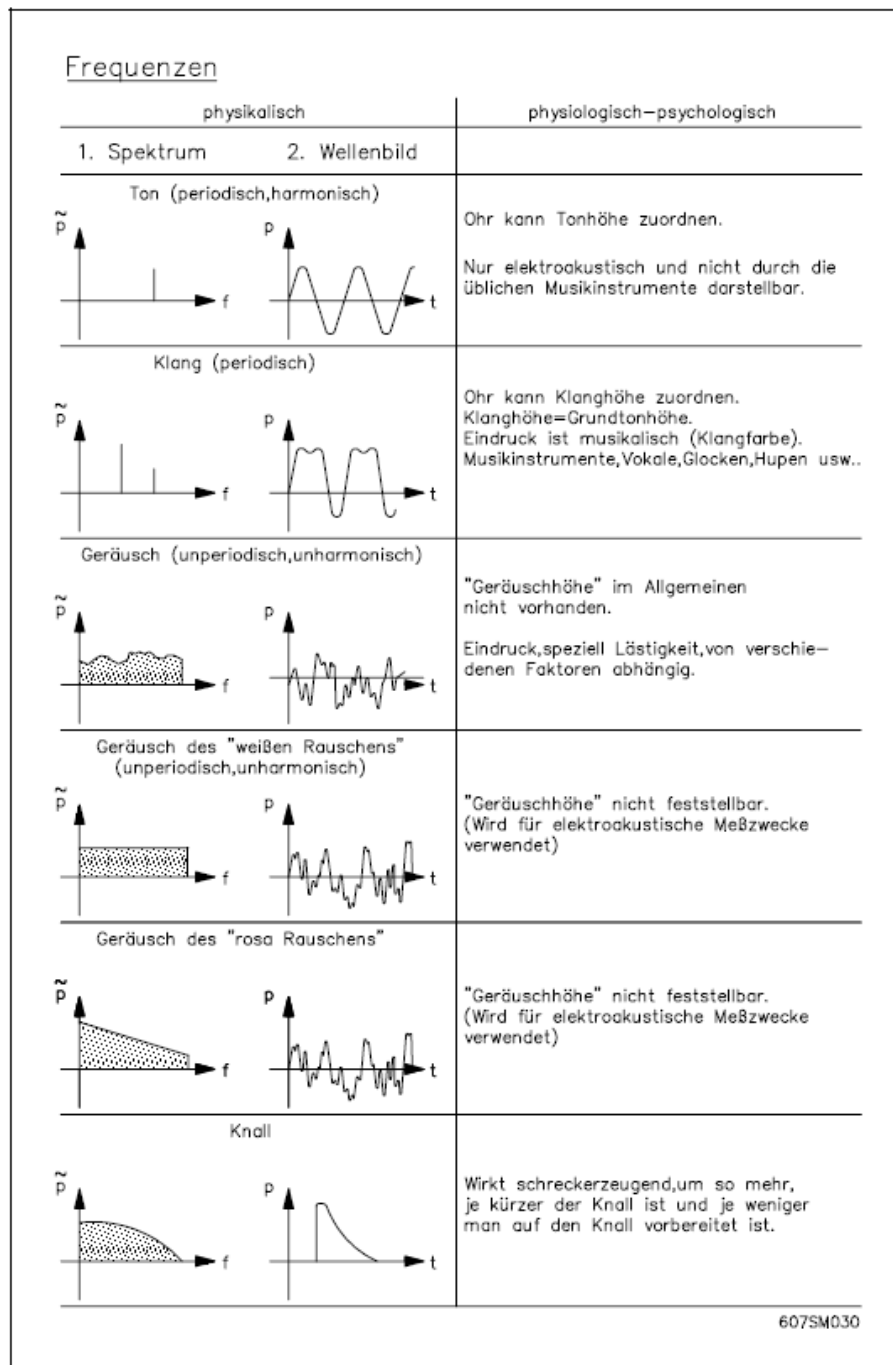 Frequenzen
physikalisch
physiologisch–psychologisch
1. Spektrum
2. Wellenbild
Ton (periodisch,harmonisch)
p̃
f
p
t
Ohr kann Tonhöhe zuordnen.
Nur elektroakustisch und nicht durch die
üblichen Musikinstrumente darstellbar.
Klang (periodisch)
p̃
f
p
t
Ohr kann Klanghöhe zuordnen.
Klanghöhe=Grundtonhöhe.
Eindruck ist musikalisch (Klangfarbe).
Musikinstrumente,Vokale,Glocken,Hupen usw..
Geräusch (unperiodisch,unharmonisch)
p̃
f
p
t
"Geräuschhöhe" im Allgemeinen
nicht vorhanden.
Eindruck,speziell Lästigkeit,von verschie–
denen Faktoren abhängig.
Geräusch des "weißen Rauschens"
(unperiodisch,unharmonisch)
p̃
f
p
t
"Geräuschhöhe" nicht feststellbar.
(Wird für elektroakustische Meßzwecke
verwendet)
Geräusch des "rosa Rauschens"
p̃
f
p
t
"Geräuschhöhe" nicht feststellbar.
(Wird für elektroakustische Meßzwecke
verwendet)
Knall
p̃
f
p
t
Wirkt schreckerzeugend,um so mehr,
je kürzer der Knall ist und je weniger
man auf den Knall vorbereitet ist.
607SM030